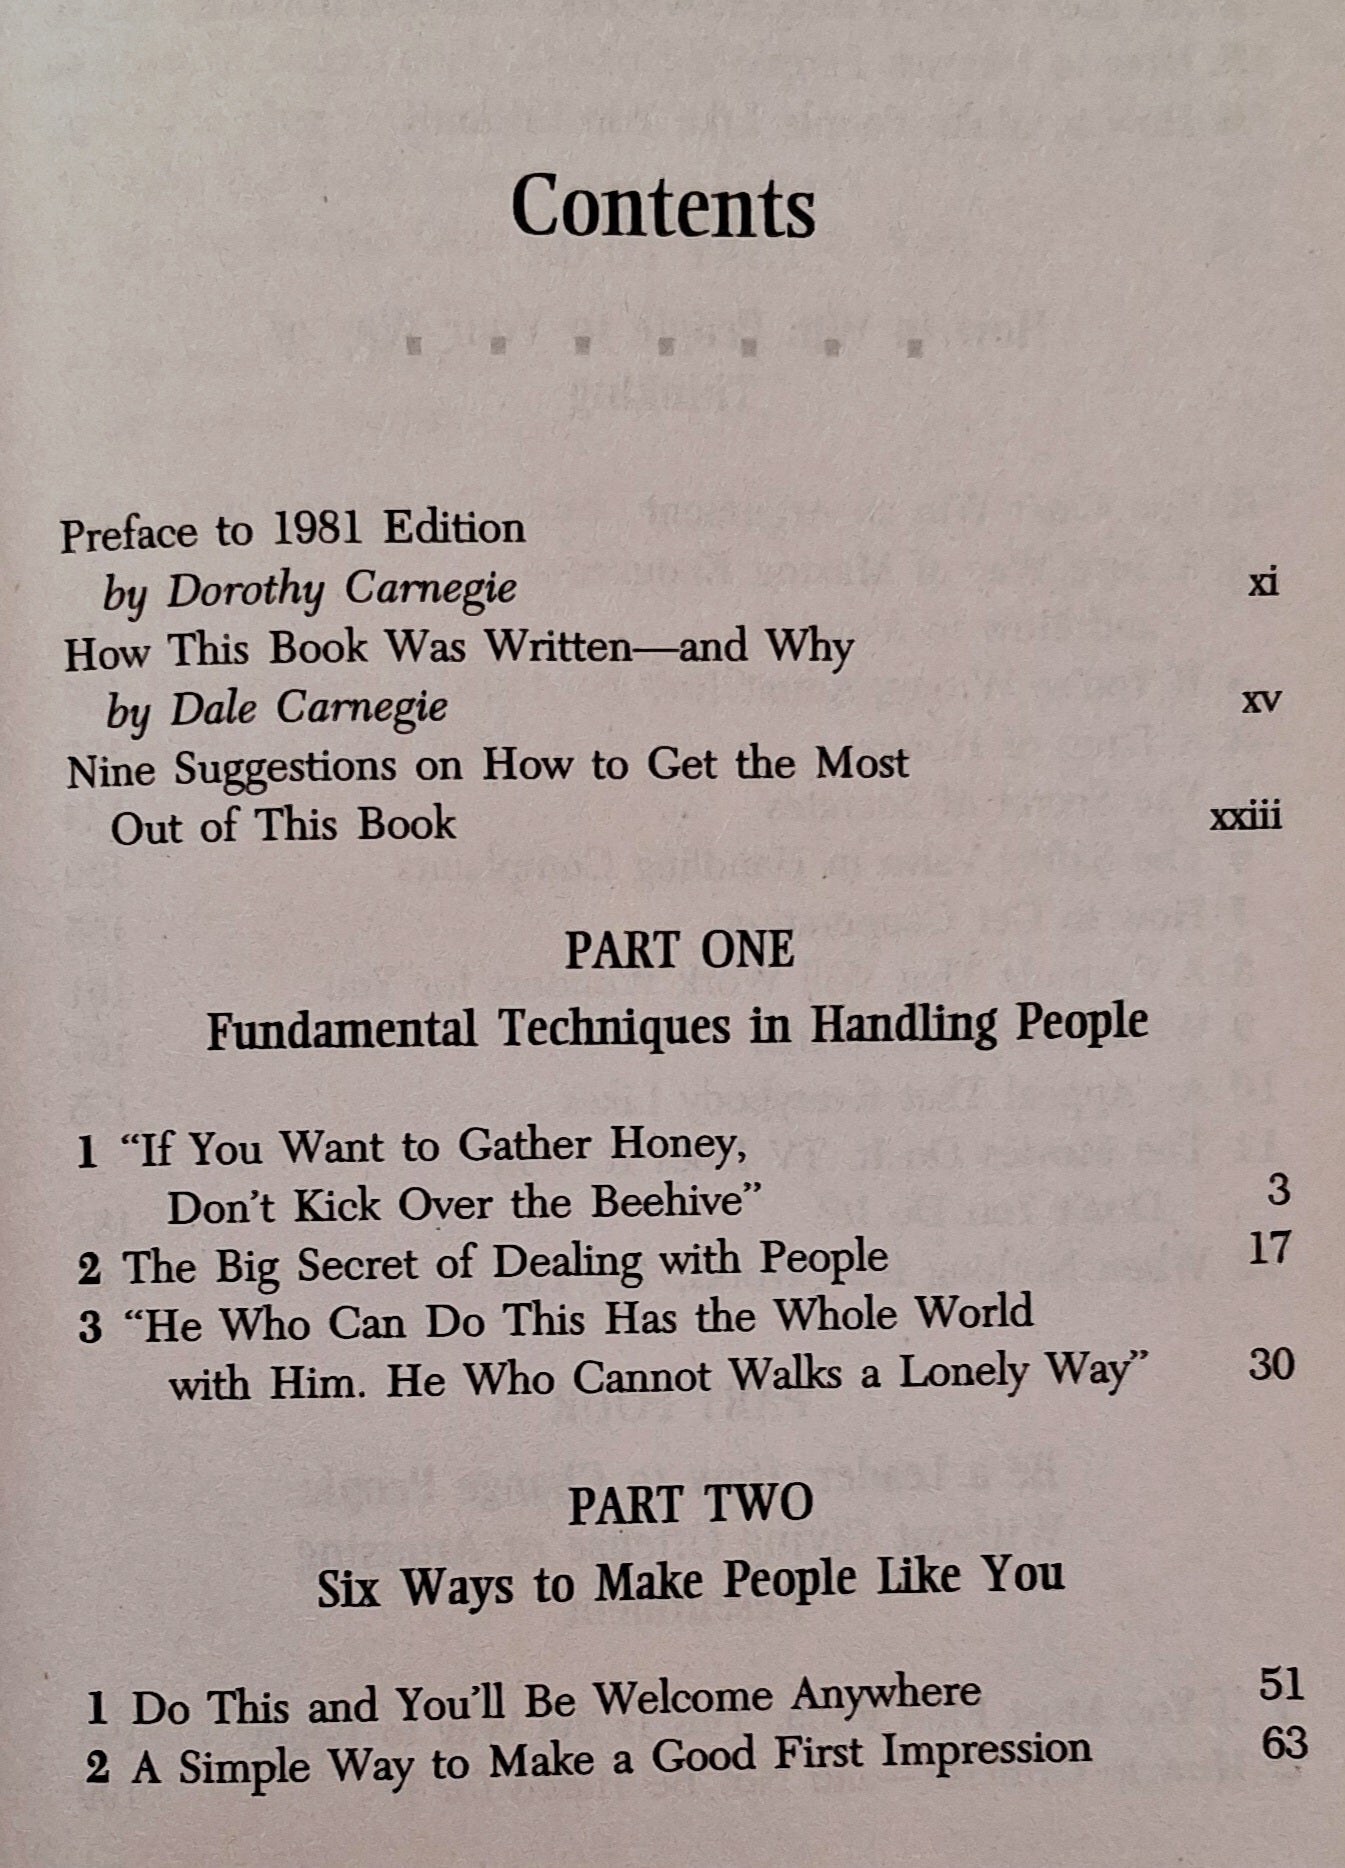 Contents
Preface to 1981 Edition
by Dorothy Carnegie xi
How This Book Was Written—and Why
by Dale Carnegie xv
Nine Suggestions on How to Get the Most
Out of This Book xxiii
PART ONE
Fundamental Techniques in Handling People
1 “If You Want to Gather Honey,
Don’t Kick Over the Beehive” 3
2 The Big Secret of Dealing with People 17
3 “He Who Can Do This Has the Whole World
with Him. He Who Cannot Walks a Lonely Way” 30
PART TWO
Six Ways to Make People Like You
1 Do This and You’ll Be Welcome Anywhere 51
2 A Simple Way to Make a Good First Impression 63